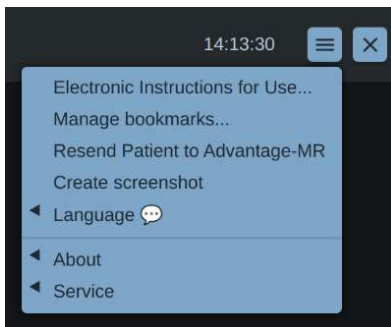 14:13:30
Electronic Instructions for Use...
Manage bookmarks...
Resend Patient to Advantage-MR
Create screenshot
Language 💬
About
Service